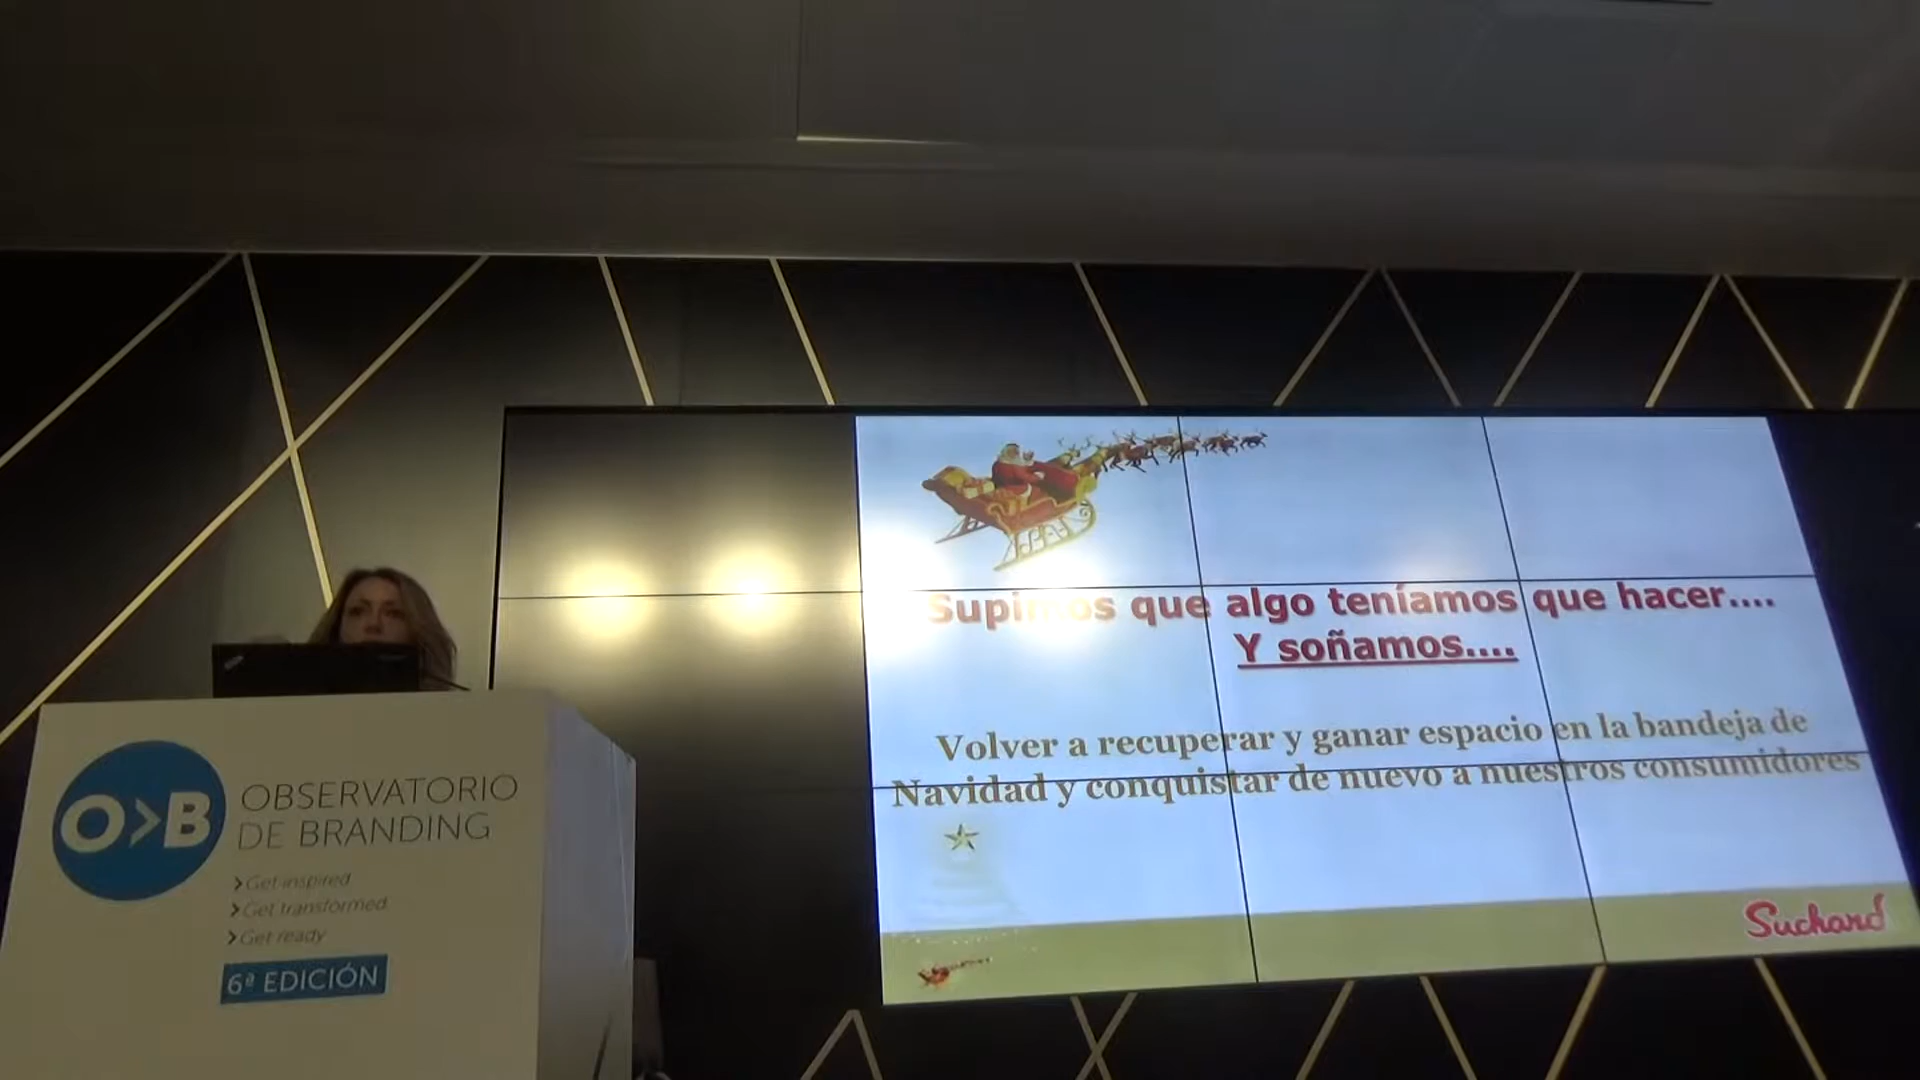 Supimos que algo teníamos que hacer....
Y soñamos....
Volver a recuperar y ganar espacio en la bandeja de
Navidad y conquistar de nuevo a nuestros consumidores
Suchard
O>B
OBSERVATORIO
DE BRANDING
> Get inspired
> Get transformed
> Get ready
6ª EDICIÓN